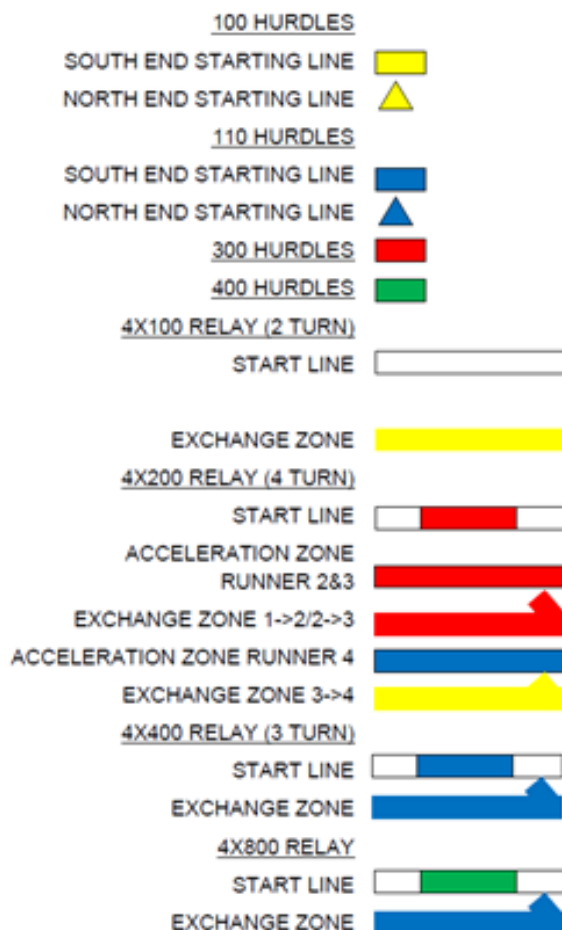 100 HURDLES
SOUTH END STARTING LINE
NORTH END STARTING LINE
110 HURDLES
SOUTH END STARTING LINE
NORTH END STARTING LINE
300 HURDLES
400 HURDLES
4X100 RELAY (2 TURN)
START LINE
EXCHANGE ZONE
4X200 RELAY (4 TURN)
START LINE
ACCELERATION ZONE
RUNNER 2&3
EXCHANGE ZONE 1->2/2->3
ACCELERATION ZONE RUNNER 4
EXCHANGE ZONE 3->4
4X400 RELAY (3 TURN)
START LINE
EXCHANGE ZONE
4X800 RELAY
START LINE
EXCHANGE ZONE